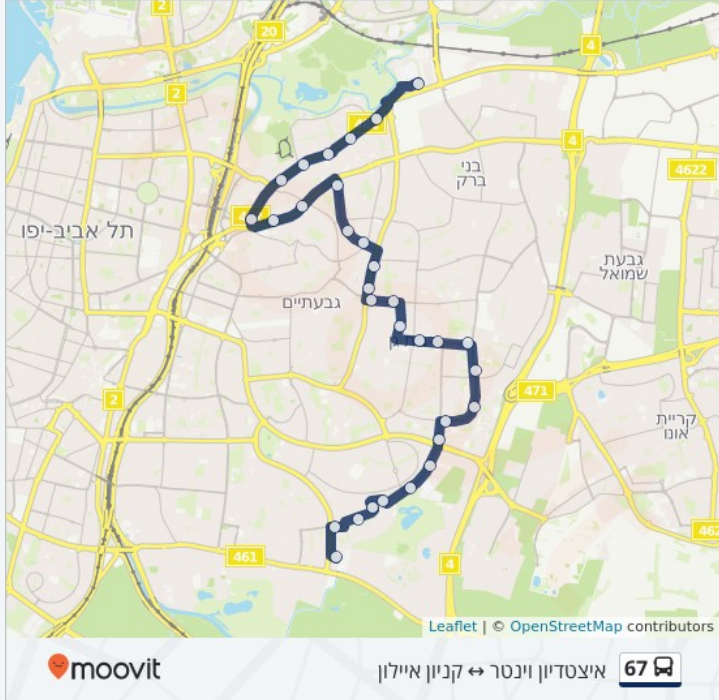 2
20
4
2
4
בני
ברק
4622
תל אביב-יפו
גבעת
שמואל
גבעתיים
471
2
קריית
אונו
461
4
Leaflet | © OpenStreetMap contributors
moovit
איצטדיון וינטר ↔ קניון איילון
67